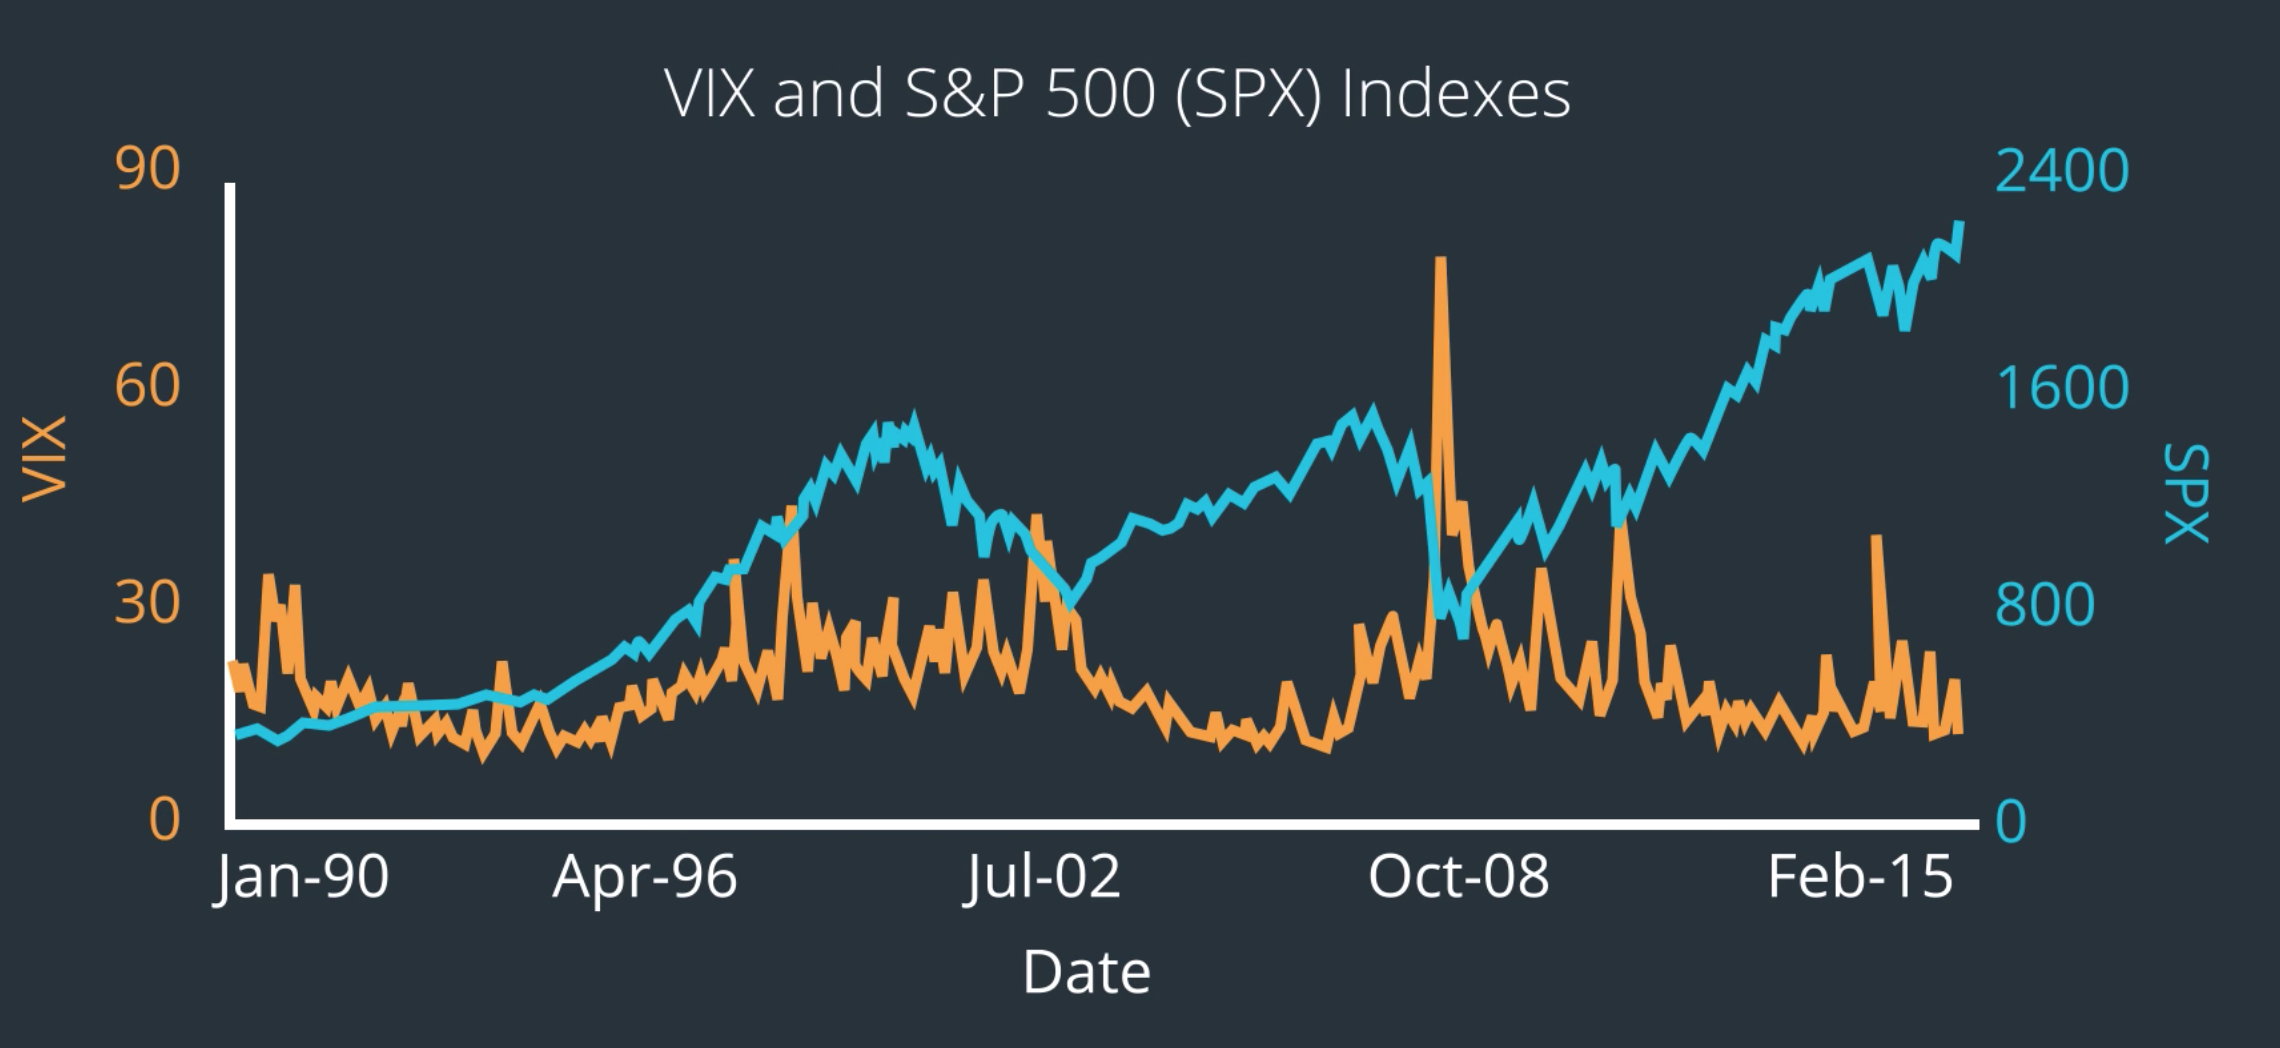 VIX and S&P 500 (SPX) Indexes
90
60
30
0
VIX
2400
1600
800
0
SPX
Jan-90 Apr-96 Jul-02 Oct-08 Feb-15
Date